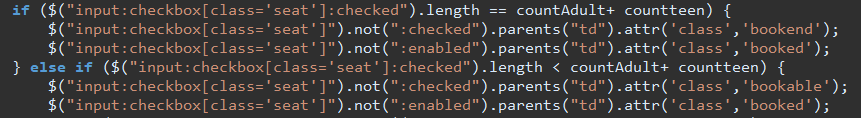 if ($("input:checkbox[class='seat']:checked").length == countAdult+ countteen) {
$("input:checkbox[class='seat']").not(":checked").parents("td").attr('class','bookend');
$("input:checkbox[class='seat']").not(":enabled").parents("td").attr('class','booked');
} else if ($("input:checkbox[class='seat']:checked").length < countAdult+ countteen) {
$("input:checkbox[class='seat']").not(":checked").parents("td").attr('class','bookable');
$("input:checkbox[class='seat']").not(":enabled").parents("td").attr('class','booked');